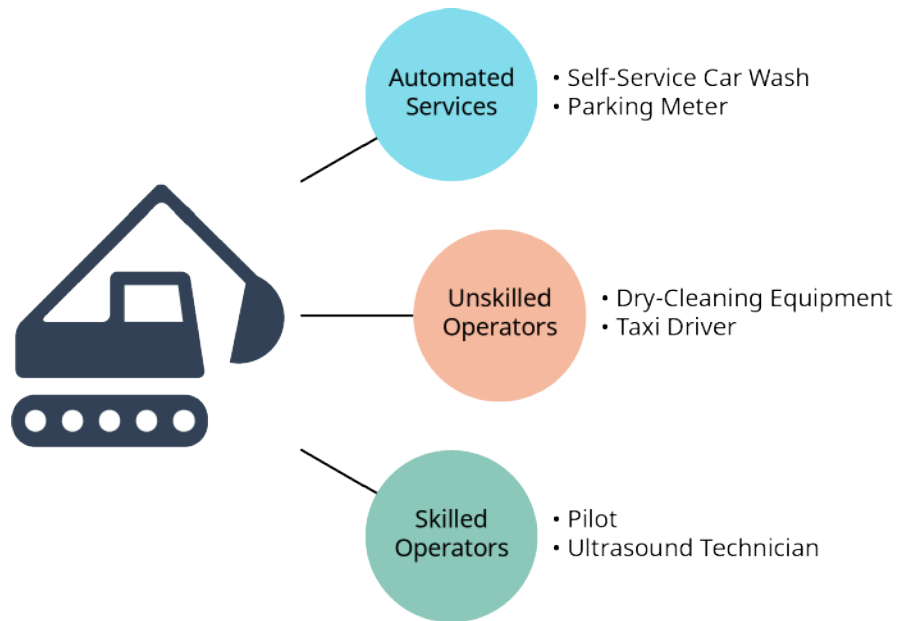 Automated
Services
• Self-Service Car Wash
• Parking Meter
Unskilled
Operators
• Dry-Cleaning Equipment
• Taxi Driver
Skilled
Operators
• Pilot
• Ultrasound Technician